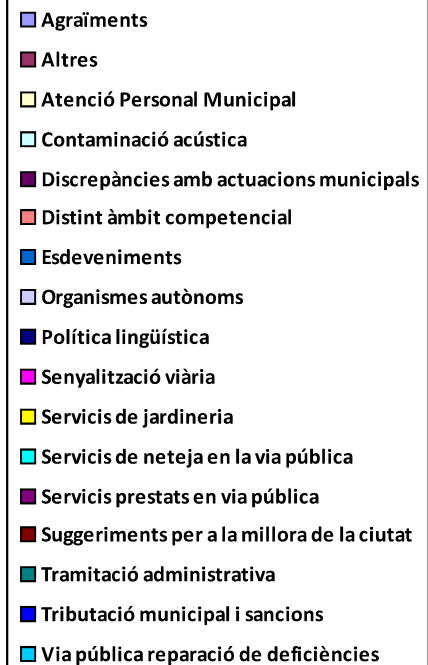 Agraïments
Altres
Atenció Personal Municipal
Contaminació acústica
Discrepàncies amb actuacions municipals
Distint àmbit competencial
Esdeveniments
Organismes autònoms
Política lingüística
Senyalització viària
Servicis de jardineria
Servicis de neteja en la via pública
Servicis prestats en via pública
Suggeriments per a la millora de la ciutat
Tramitació administrativa
Tributació municipal i sancions
Via pública reparació de deficiències